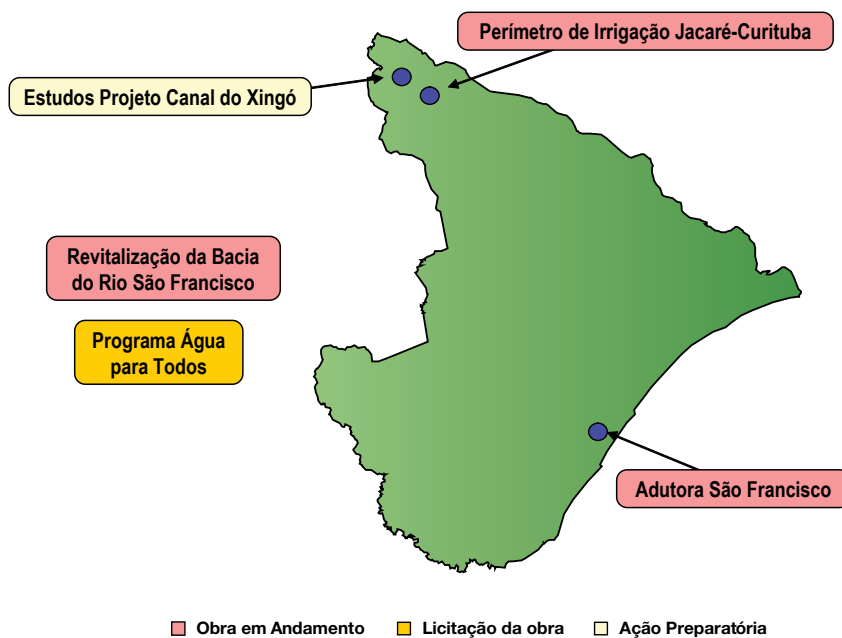 Perímetro de Irrigação Jacaré-Curituba
Estudos Projeto Canal do Xingó
Revitalização da Bacia
do Rio São Francisco
Programa Água
para Todos
Adutora São Francisco
Obra em Andamento
Licitação da obra
Ação Preparatória